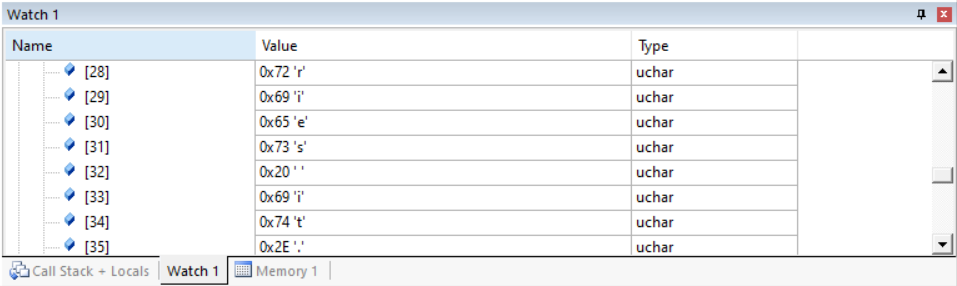 Watch 1
Name Value Type
[28] 0x72 'r' uchar
[29] 0x69 'i' uchar
[30] 0x65 'e' uchar
[31] 0x73 's' uchar
[32] 0x20 ' ' uchar
[33] 0x69 'i' uchar
[34] 0x74 't' uchar
[35] 0x2E '.' uchar
Call Stack + Locals Watch 1 Memory 1